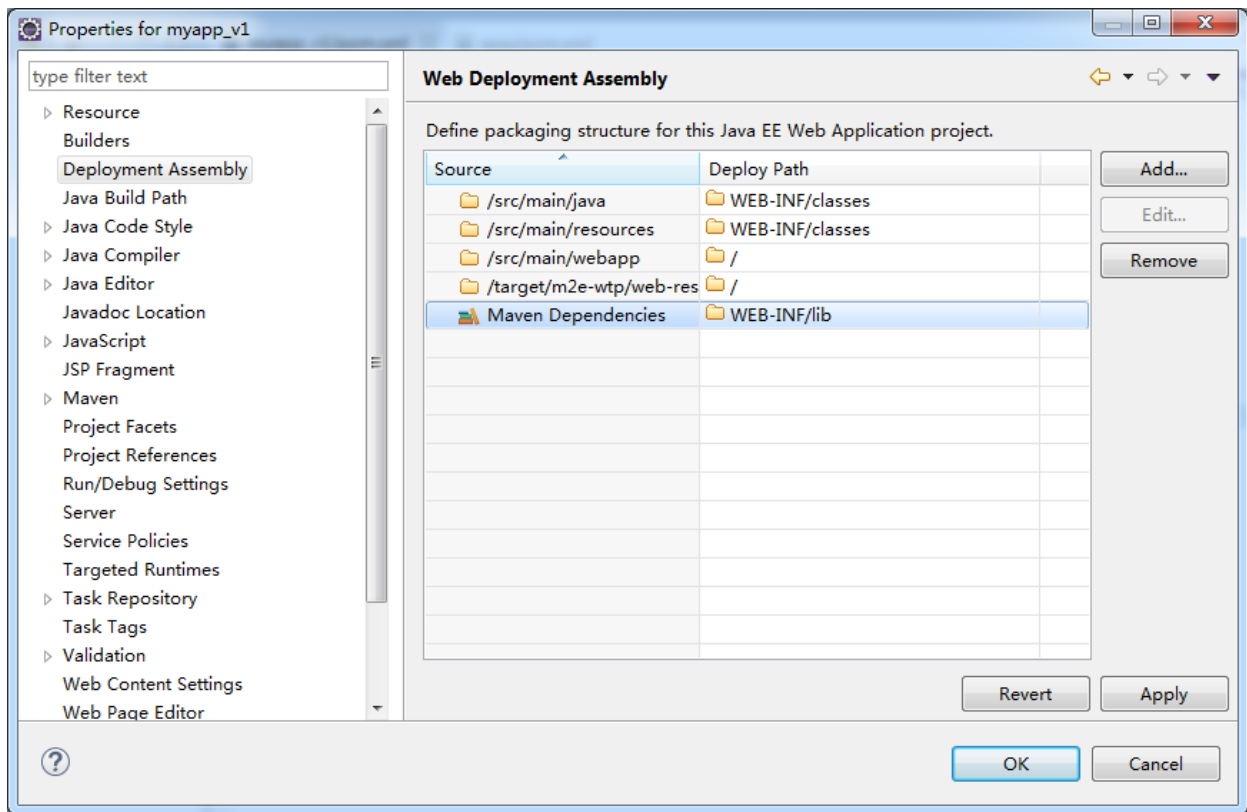 Properties for myapp_v1
type filter text
Resource
Builders
Deployment Assembly
Java Build Path
Java Code Style
Java Compiler
Java Editor
Javadoc Location
JavaScript
JSP Fragment
Maven
Project Facets
Project References
Run/Debug Settings
Server
Service Policies
Targeted Runtimes
Task Repository
Task Tags
Validation
Web Content Settings
Web Page Editor
Web Deployment Assembly
Define packaging structure for this Java EE Web Application project.
Source Deploy Path
/src/main/java WEB-INF/classes
/src/main/resources WEB-INF/classes
/src/main/webapp /
/target/m2e-wtp/web-res /
Maven Dependencies WEB-INF/lib
Add...
Edit...
Remove
Revert Apply
OK Cancel